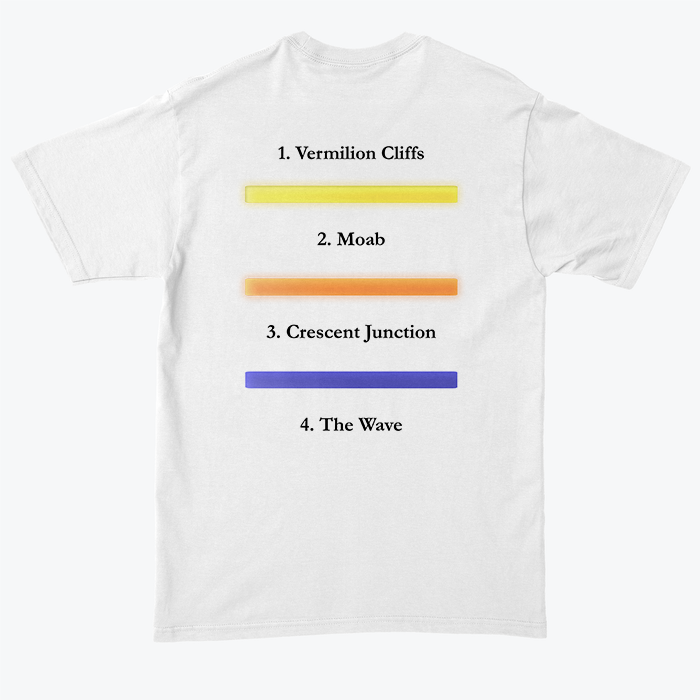 1. Vermilion Cliffs
2. Moab
3. Crescent Junction
4. The Wave